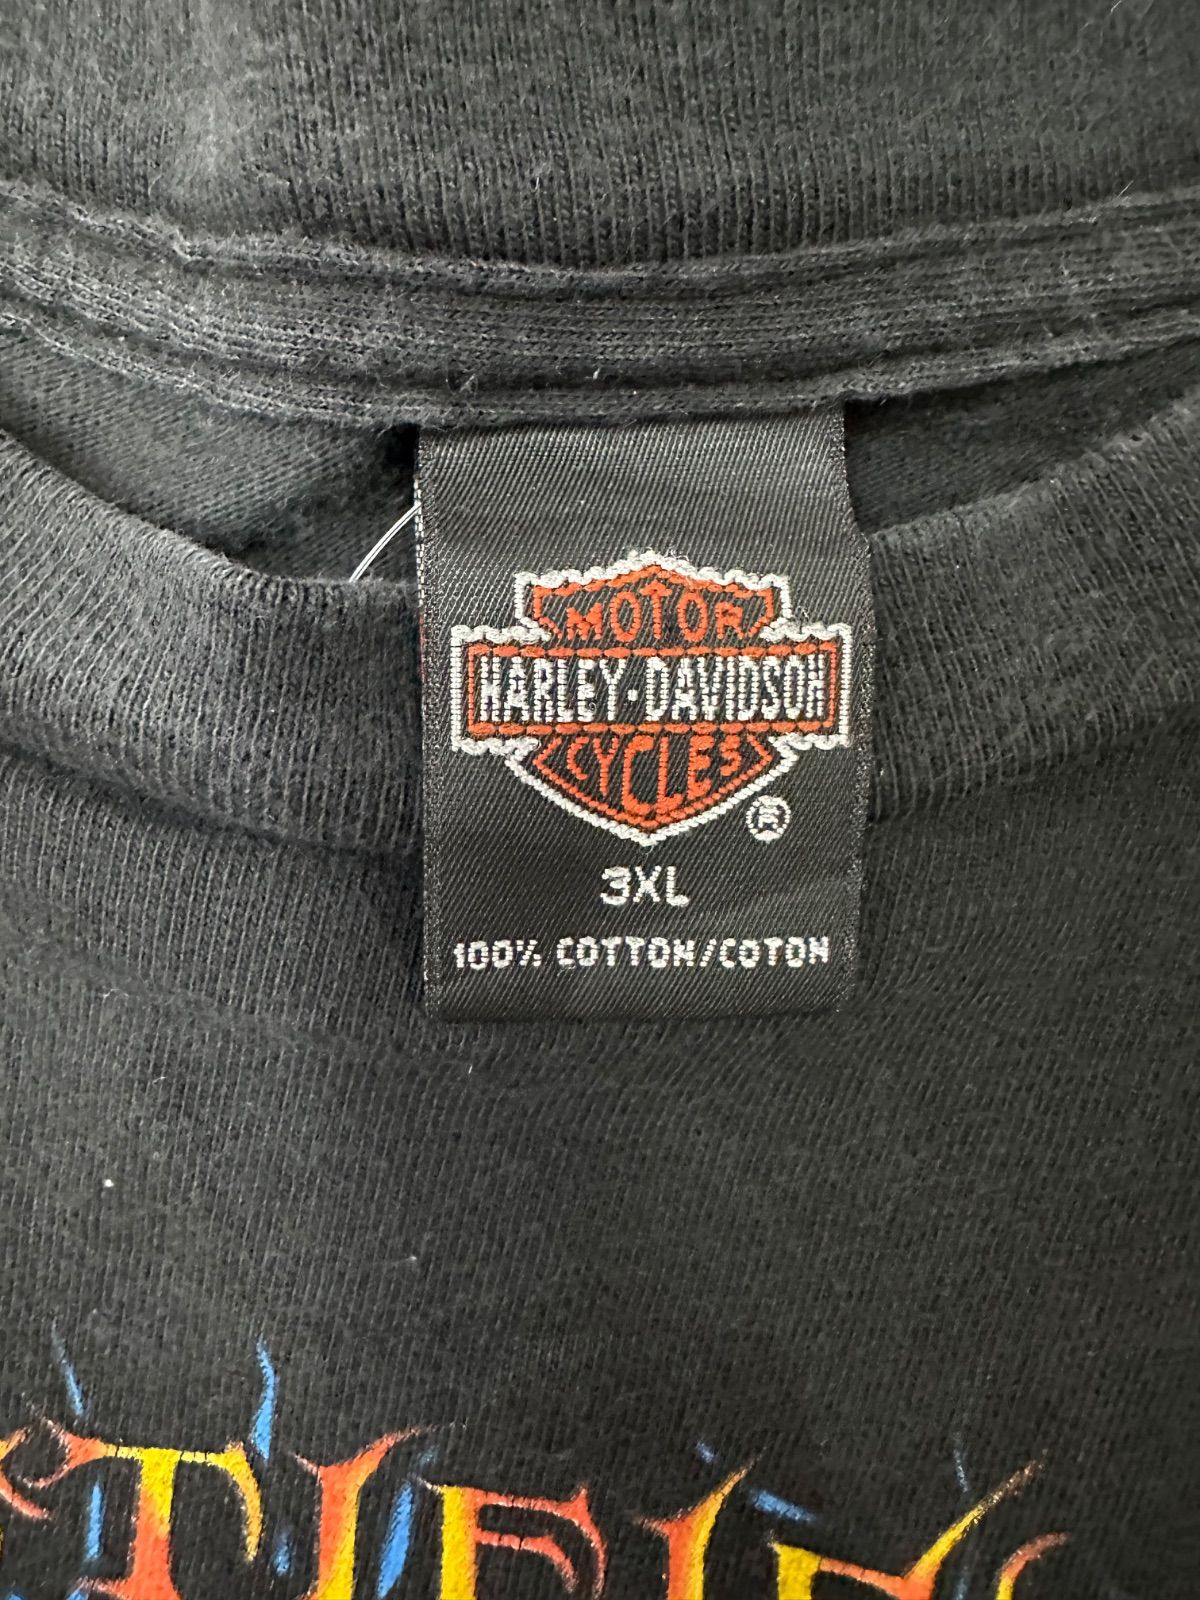 MOTOR
HARLEY-DAVIDSON
CYCLES
®
3XL
100% COTTON/COTON